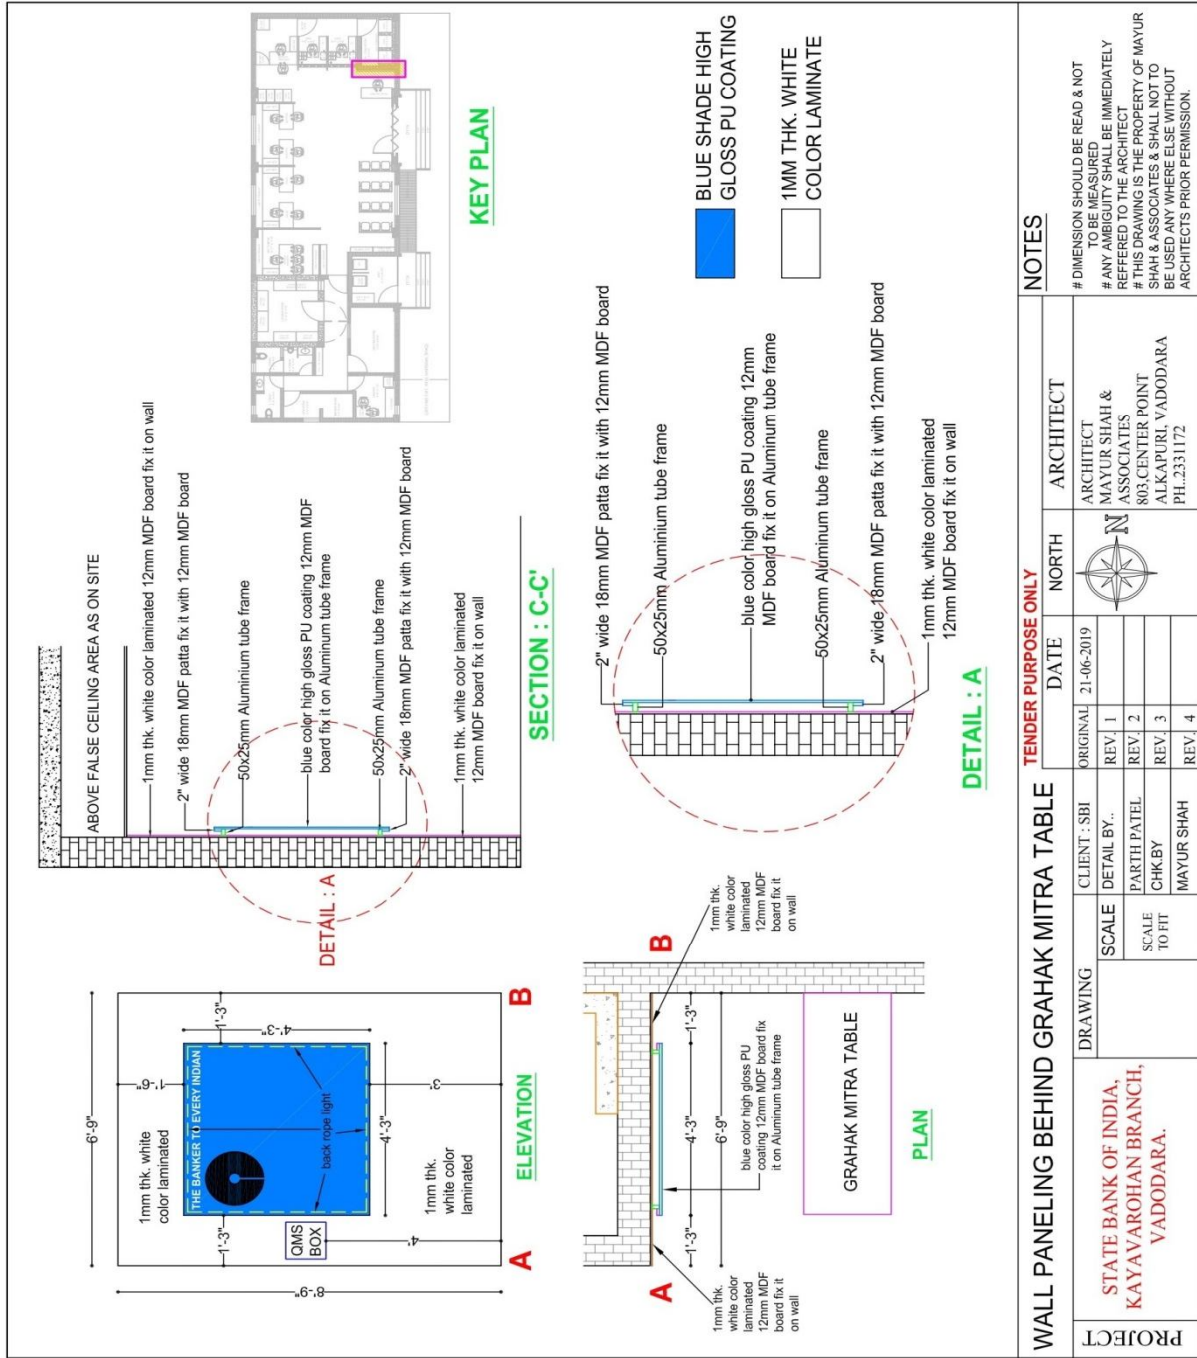 6'-9"
8'-9"
1'-6"
4'-3"
1'-3"
1mm thk. white
color laminated
THE BANKER TO EVERY INDIAN
back rope light
1'-3"
4'-3"
3'
QMS
BOX
4'
1mm thk.
white color
laminated
A
B
ELEVATION
DETAIL : A
ABOVE FALSE CEILING AREA AS ON SITE
1mm thk. white color laminated 12mm MDF board fix it on wall
2" wide 18mm MDF patta fix it with 12mm MDF board
50x25mm Aluminium tube frame
blue color high gloss PU coating 12mm MDF
board fix it on Aluminum tube frame
50x25mm Aluminum tube frame
2" wide 18mm MDF patta fix it with 12mm MDF board
1mm thk. white color laminated
12mm MDF board fix it on wall
SECTION : C-C'
KEY PLAN
A
B
1mm thk.
white color
laminated
12mm MDF
board fix it
on wall
1'-3"
4'-3"
1'-3"
6'-9"
blue color high gloss PU
coating 12mm MDF board fix
it on Aluminum tube frame
1mm thk.
white color
laminated
12mm MDF
board fix it
on wall
GRAHAK MITRA TABLE
PLAN
2" wide 18mm MDF patta fix it with 12mm MDF board
50x25mm Aluminum tube frame
blue color high gloss PU coating 12mm
MDF board fix it on Aluminum tube frame
50x25mm Aluminum tube frame
2" wide 18mm MDF patta fix it with 12mm MDF board
1mm thk. white color laminated
12mm MDF board fix it on wall
DETAIL : A
BLUE SHADE HIGH
GLOSS PU COATING
1MM THK. WHITE
COLOR LAMINATE
WALL PANELING BEHIND GRAHAK MITRA TABLE
TENDER PURPOSE ONLY
PROJECT
STATE BANK OF INDIA,
KAYAVAROHAN BRANCH,
VADODARA.
DRAWING
CLIENT : SBI
SCALE
SCALE
TO FIT
DETAIL BY..
PARTH PATEL
CHK.BY
MAYUR SHAH
DATE
ORIGINAL 21-06-2019
REV. 1
REV. 2
REV. 3
REV. 4
NORTH
N
ARCHITECT
ARCHITECT
MAYUR SHAH &
ASSOCIATES
803,CENTER POINT
ALKAPURI, VADODARA
PH..2331172
NOTES
# DIMENSION SHOULD BE READ & NOT
TO BE MEASURED
# ANY AMBIGUITY SHALL BE IMMEDIATELY
REFFERED TO THE ARCHITECT
# THIS DRAWING IS THE PROPERTY OF MAYUR
SHAH & ASSOCIATES & SHALL NOT TO
BE USED ANY WHERE ELSE WITHOUT
ARCHITECTS PRIOR PERMISSION.